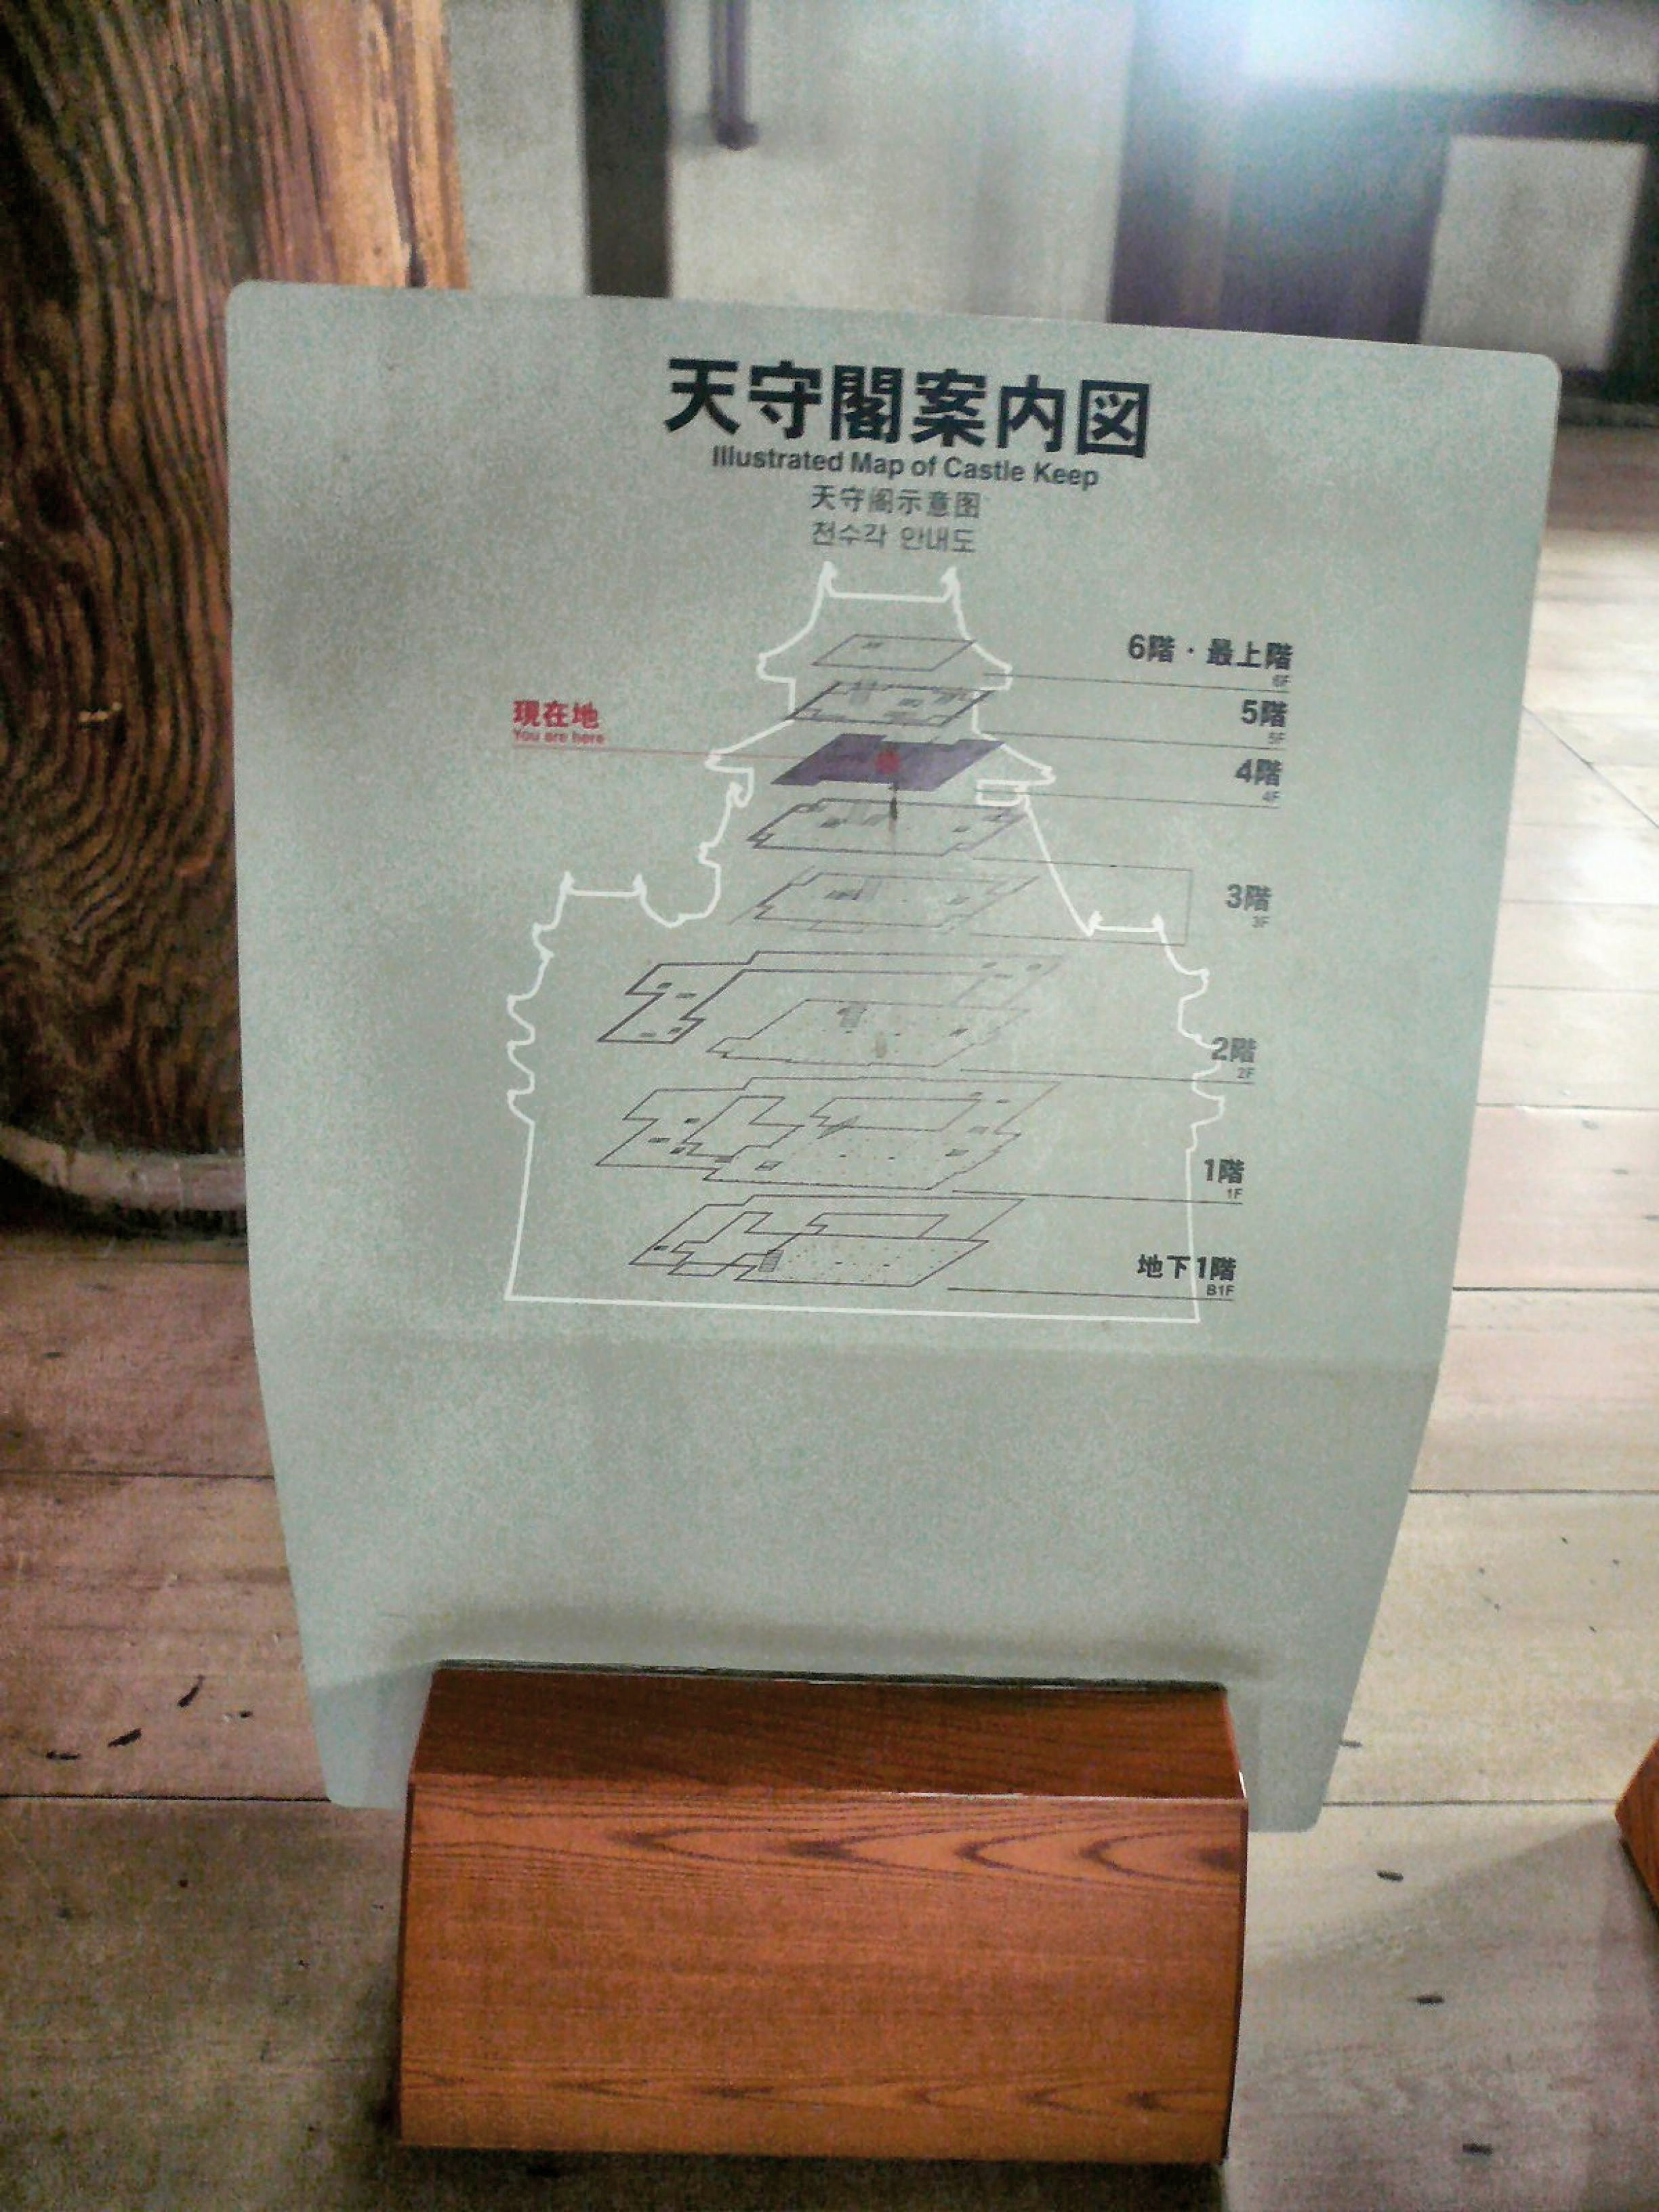 天守閣案内図
Illustrated Map of Castle Keep
天守阁示意图
천수각 안내도
6階・最上階
6F
現在地
You are here
5階
5F
4階
4F
3階
3F
2階
2F
1階
1F
地下1階
B1F